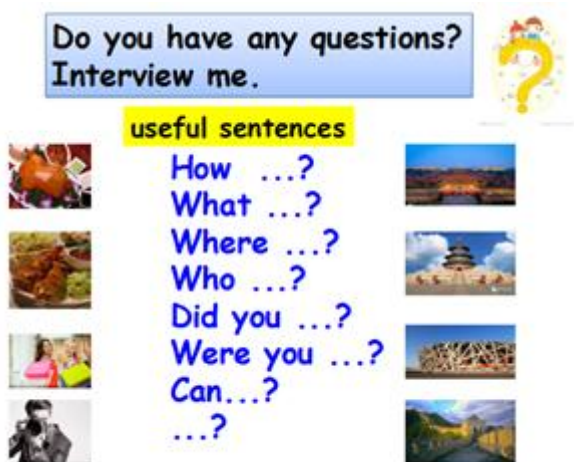 Do you have any questions?
Interview me.
useful sentences
How ...?
What ...?
Where ...?
Who ...?
Did you ...?
Were you ...?
Can...?
...?